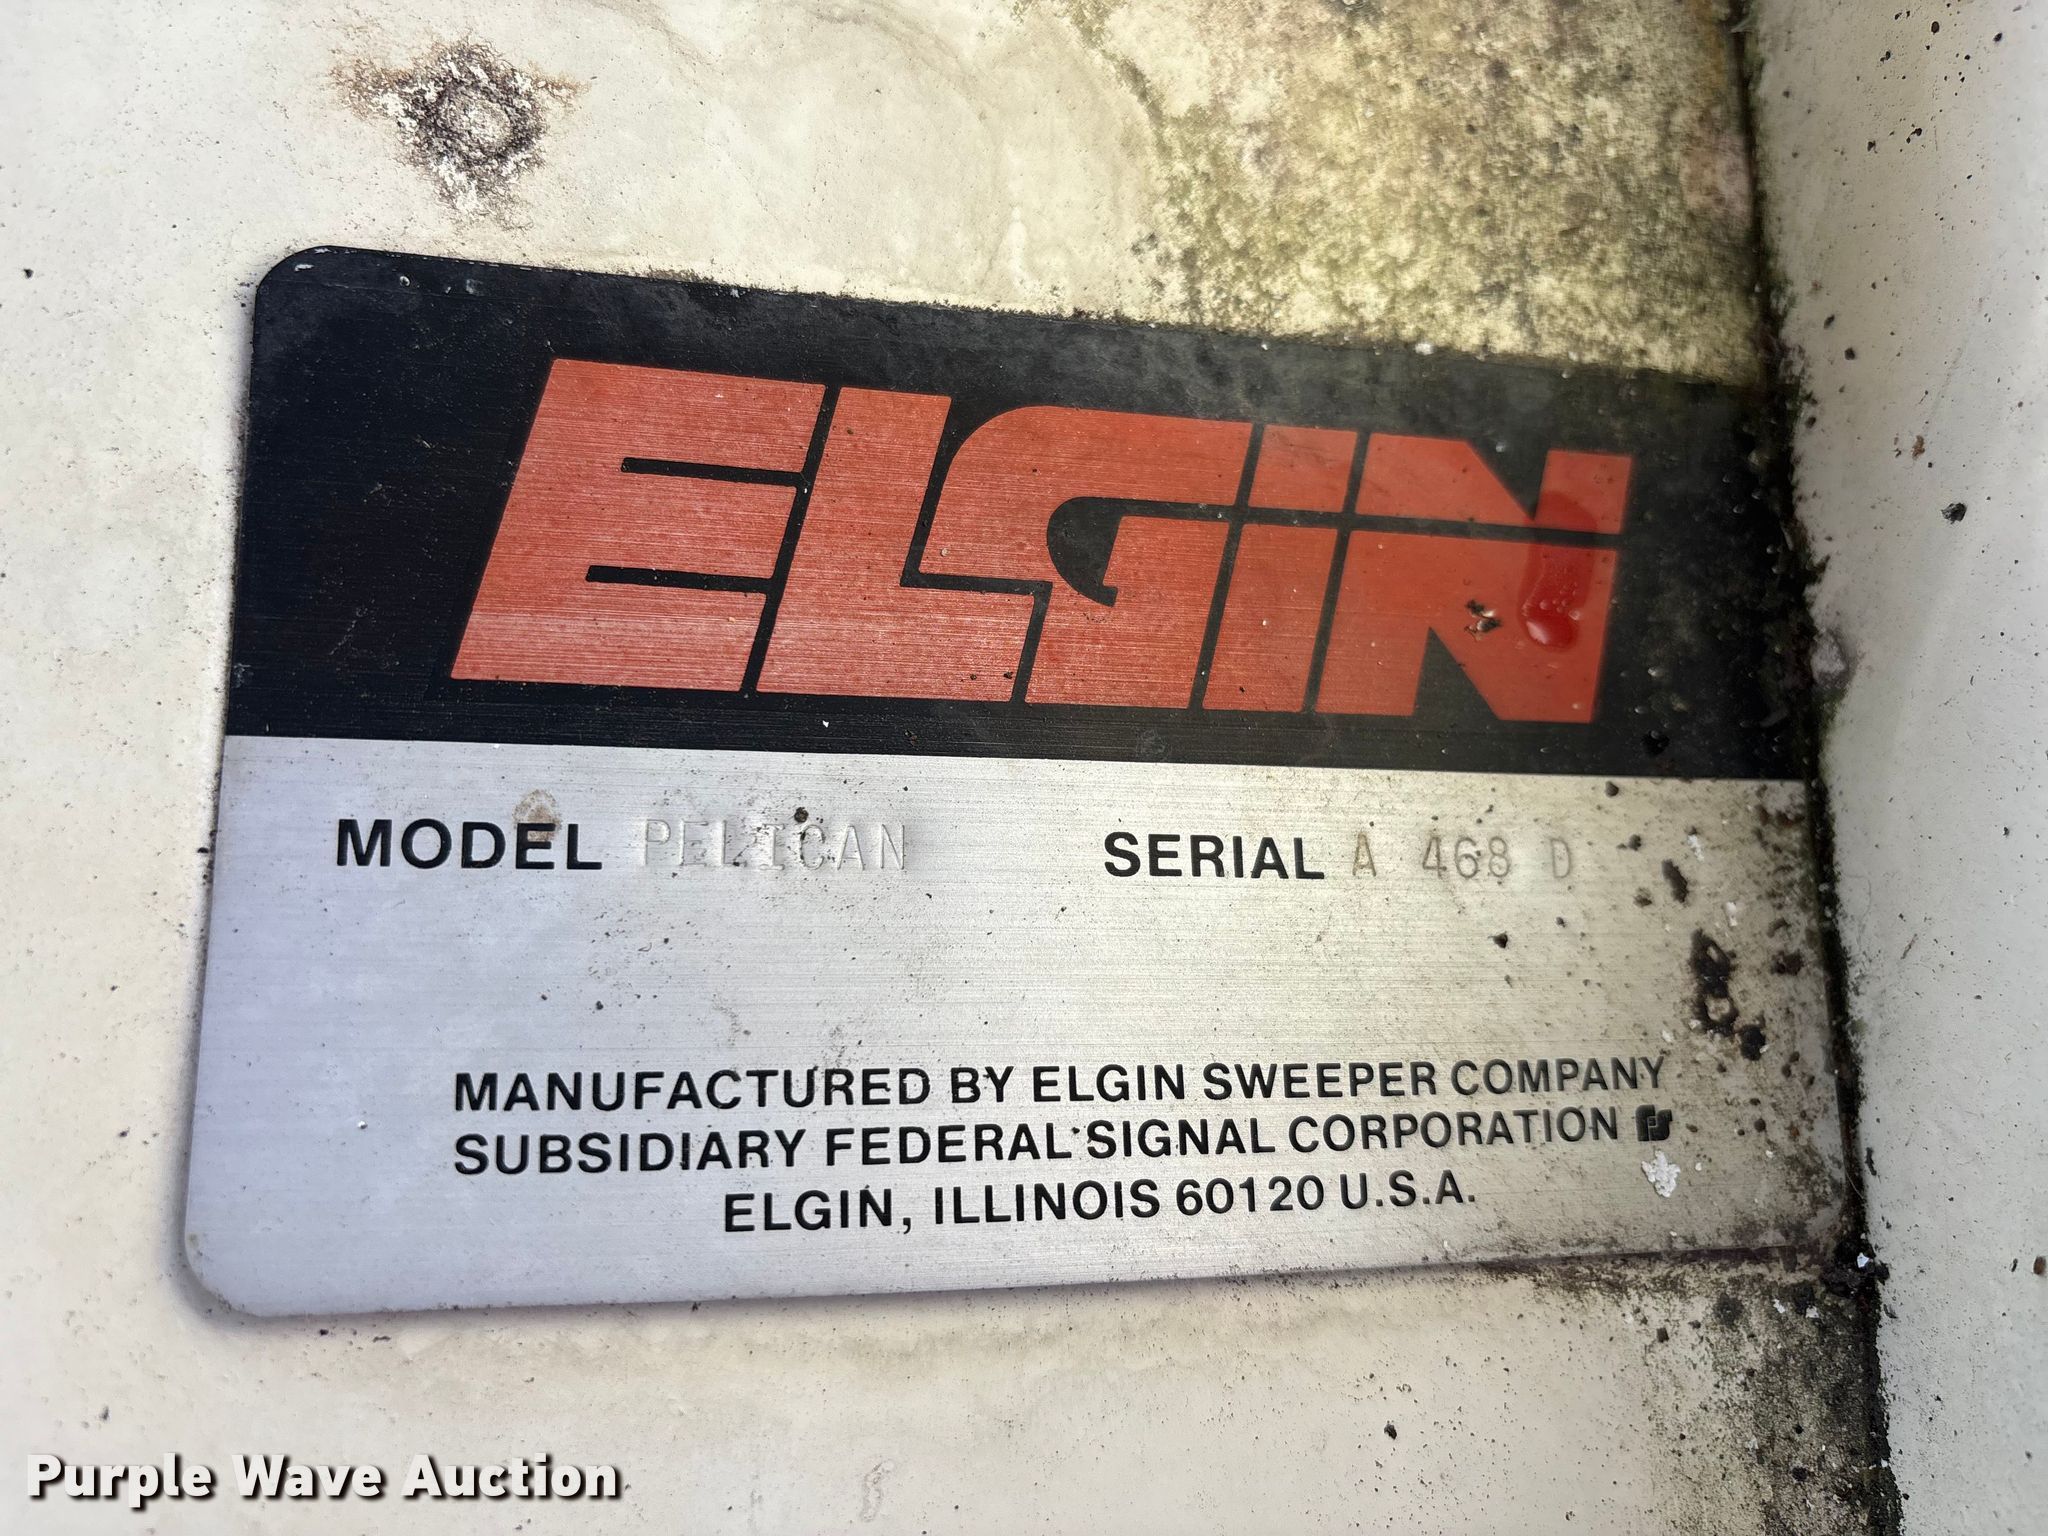 ELGIN
MODEL PELICAN SERIAL A 468 D
MANUFACTURED BY ELGIN SWEEPER COMPANY
SUBSIDIARY FEDERAL SIGNAL CORPORATION FS
ELGIN, ILLINOIS 60120 U.S.A.
Purple Wave Auction